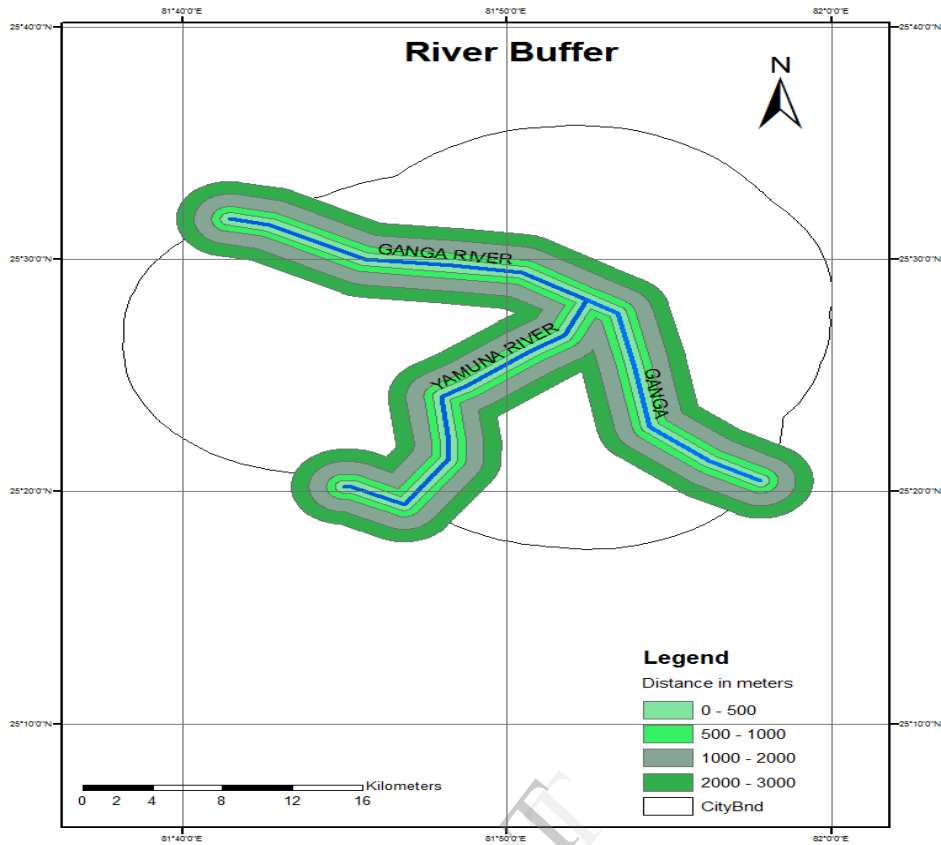 81°40'0"E 81°50'0"E 82°0'0"E
25°40'0"N 25°40'0"N
River Buffer
N
GANGA RIVER
25°30'0"N 25°30'0"N
YAMUNA RIVER
GANGA
25°20'0"N 25°20'0"N
Legend
Distance in meters
0 - 500
25°10'0"N 25°10'0"N
500 - 1000
1000 - 2000
2000 - 3000
CityBnd
Kilometers
0 2 4 8 12 16
81°40'0"E 81°50'0"E 82°0'0"E